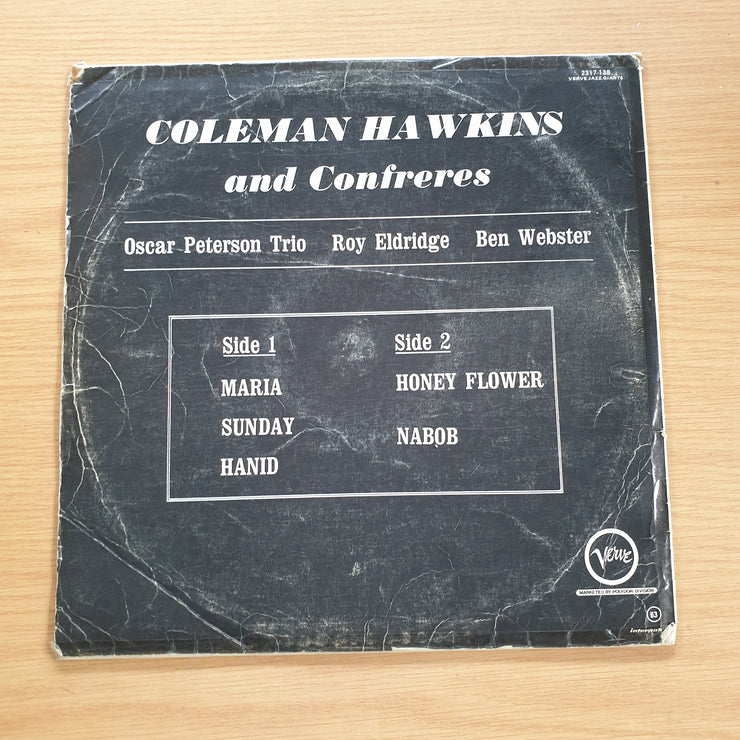 2317 138
VERVE JAZZ GIANTS
COLEMAN HAWKINS
and Confreres
Oscar Peterson Trio Roy Eldridge Ben Webster
Side 1
MARIA
SUNDAY
HANID
Side 2
HONEY FLOWER
NABOB
Verve
MARKETED BY POLYDOR DIVISION
63